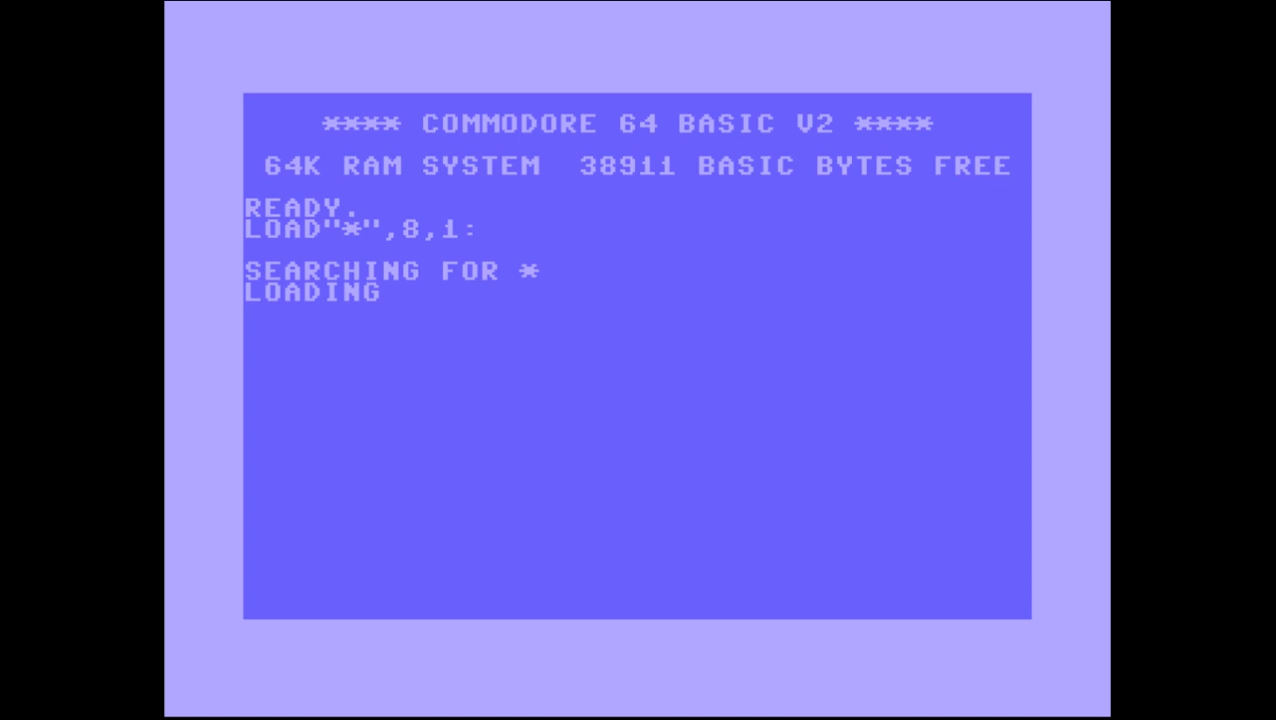 **** COMMODORE 64 BASIC V2 ****
64K RAM SYSTEM  38911 BASIC BYTES FREE
READY.
LOAD"*",8,1:
SEARCHING FOR *
LOADING